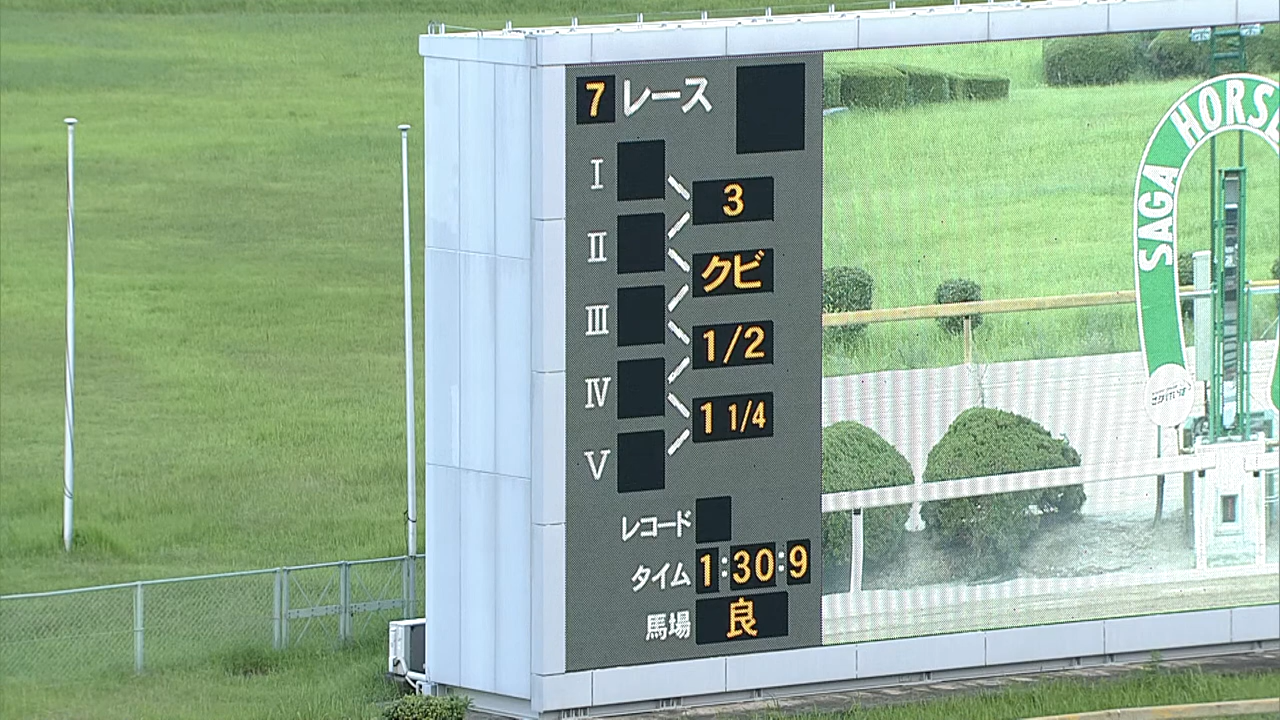 7 レース
Ⅰ
3
Ⅱ
クビ
Ⅲ
1/2
Ⅳ
1 1/4
Ⅴ
レコード
タイム 1:30:9
馬場 良
SAGA HORSE